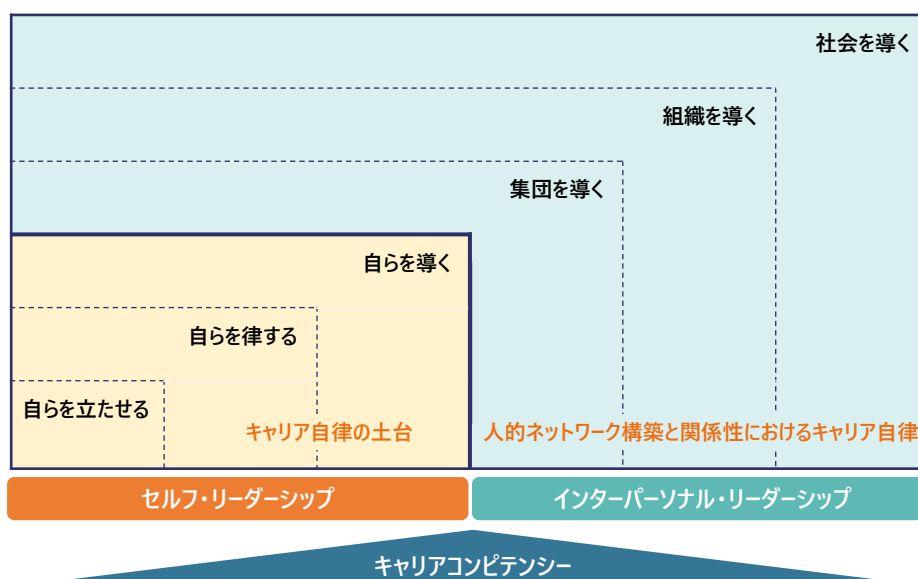 社会を導く
組織を導く
集団を導く
自らを導く
自らを律する
自らを立たせる
キャリア自律の土台
人的ネットワーク構築と関係性におけるキャリア自律
セルフ・リーダーシップ
インターパーソナル・リーダーシップ
キャリアコンピテンシー